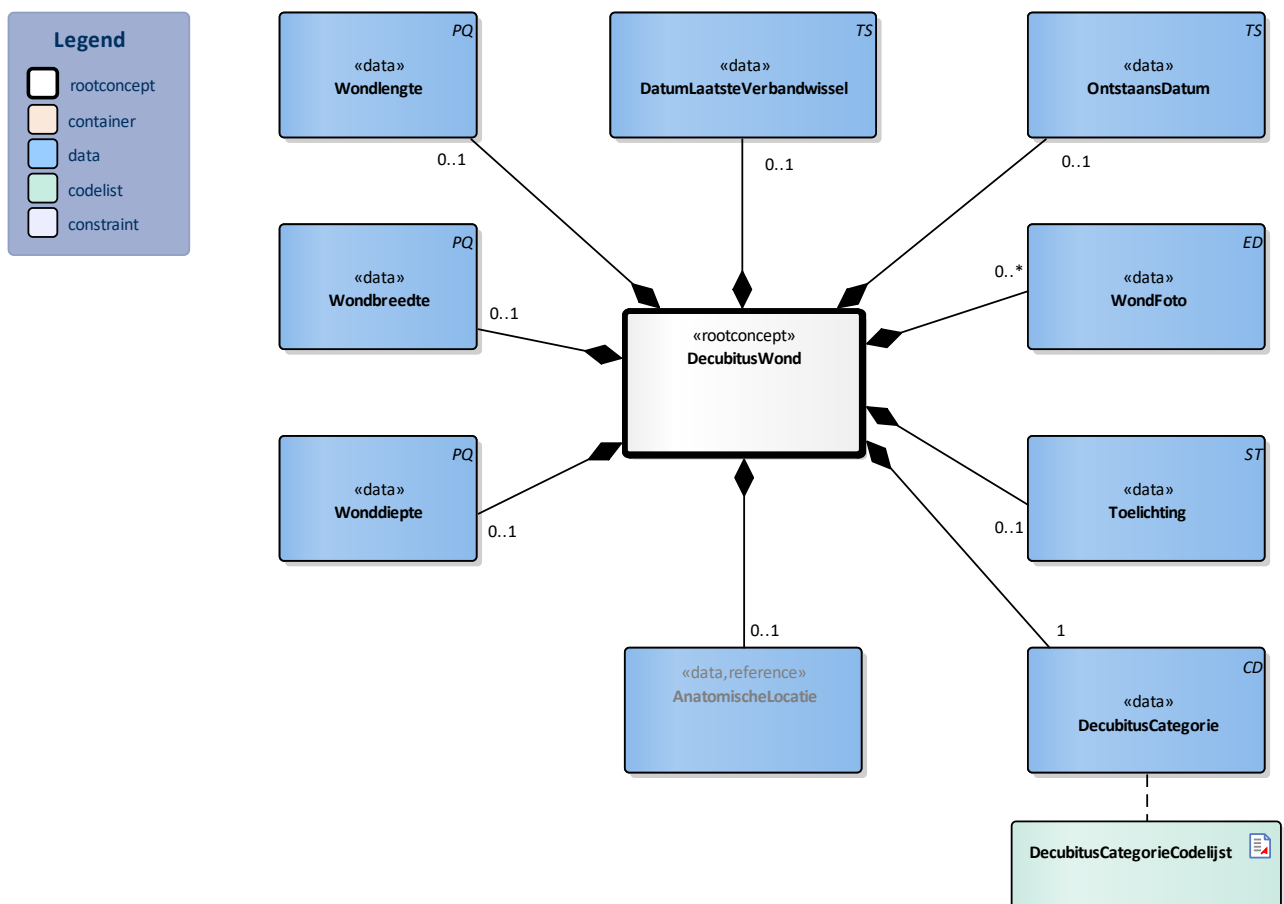 Legend
rootconcept
container
data
codelist
constraint
PQ
«data»
Wondlengte
0..1
TS
«data»
DatumLaatsteVerbandwissel
0..1
TS
«data»
OntstaansDatum
0..1
PQ
«data»
Wondbreedte
0..1
«rootconcept»
DecubitusWond
ED
«data»
WondFoto
0..*
PQ
«data»
Wonddiepte
0..1
ST
«data»
Toelichting
0..1
0..1
«data,reference»
AnatomischeLocatie
1
CD
«data»
DecubitusCategorie
DecubitusCategorieCodelijst